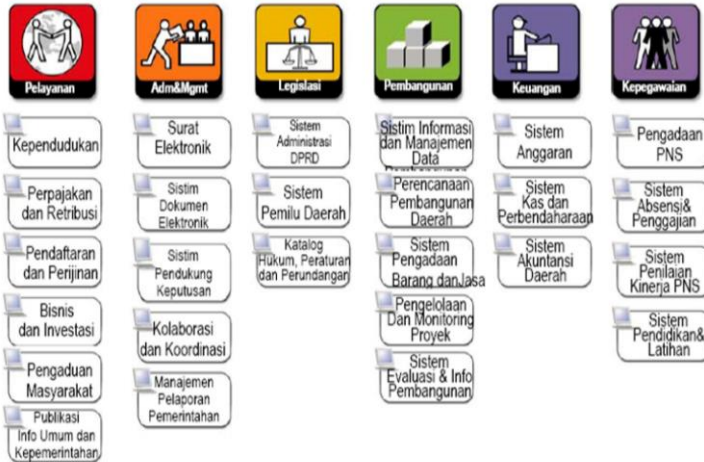 Pelayanan
Kependudukan
Perpajakan
dan Retribusi
Pendaftaran
dan Perijinan
Bisnis
dan Investasi
Pengaduan
Masyarakat
Publikasi
Info Umum dan
Kepemerintahan
Adm&Mgmt
Surat
Elektronik
Sistim
Dokumen
Elektronik
Sistim
Pendukung
Keputusan
Kolaborasi
dan Koordinasi
Manajemen
Pelaporan
Pemerintahan
Legislasi
Sistem
Administrasi
DPRD
Sistem
Pemilu Daerah
Katalog
Hukum, Peraturan
dan Perundangan
Pembangunan
Sistim Informasi
dan Manajemen
Data
Perencanaan
Pembangunan
Daerah
Sistem
Pengadaan
Barang danJasa
Pengelolaan
Dan Monitoring
Proyek
Sistem
Evaluasi & Info
Pembangunan
Keuangan
Sistem
Anggaran
Sistem
Kas dan
Perbendaharaan
Sistem
Akuntansi
Daerah
Kepegawaian
Pengadaan
PNS
Sistem
Absensi&
Penggajian
Sistem
Penilaian
Kinerja PNS
Sistem
Pendidikan&
Latihan